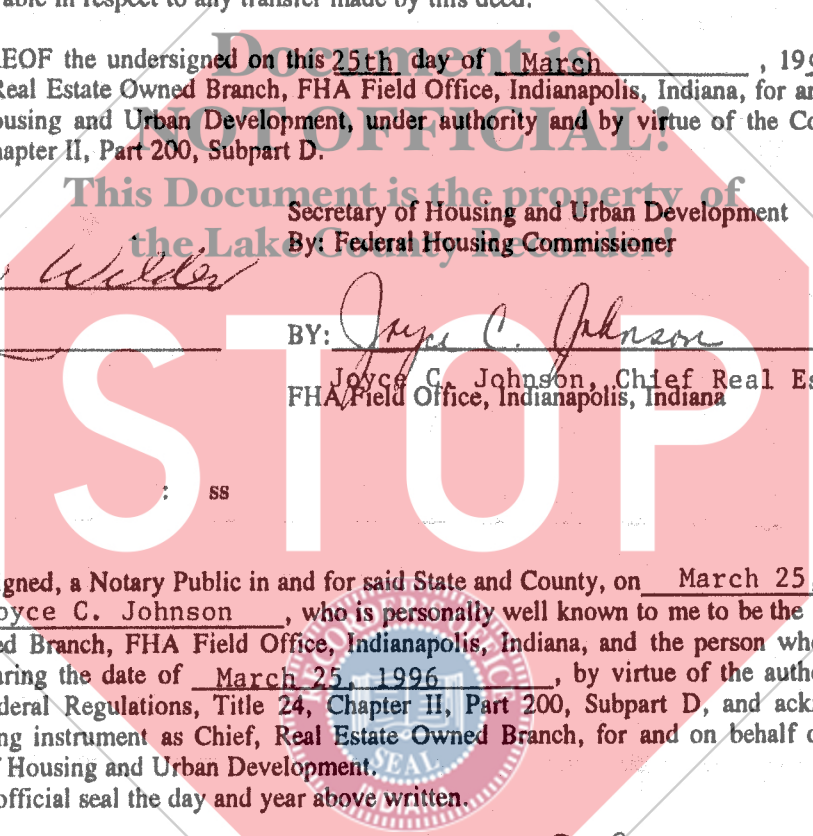 able in respect to any transfer made by this deed.
Document is
EOF the undersigned on this 25th day of March , 199
Real Estate Owned Branch, FHA Field Office, Indianapolis, Indiana, for an
NOT OFFICIAL!
ousing and Urban Development, under authority and by virtue of the Co
hapter II, Part 200, Subpart D.
This Document is the property of
Secretary of Housing and Urban Development
the Lake County Recorder!
By: Federal Housing Commissioner
Wilder
STOP
BY: Joyce C. Johnson
Joyce C. Johnson, Chief Real Es
FHA Field Office, Indianapolis, Indiana
: ss
igned, a Notary Public in and for said State and County, on March 25,
oyce C. Johnson , who is personally well known to me to be the
ed Branch, FHA Field Office, Indianapolis, Indiana, and the person who
aring the date of March 25, 1996 , by virtue of the autho
deral Regulations, Title 24, Chapter II, Part 200, Subpart D, and ack
ng instrument as Chief, Real Estate Owned Branch, for and on behalf o
f Housing and Urban Development.
SEAL
official seal the day and year above written.